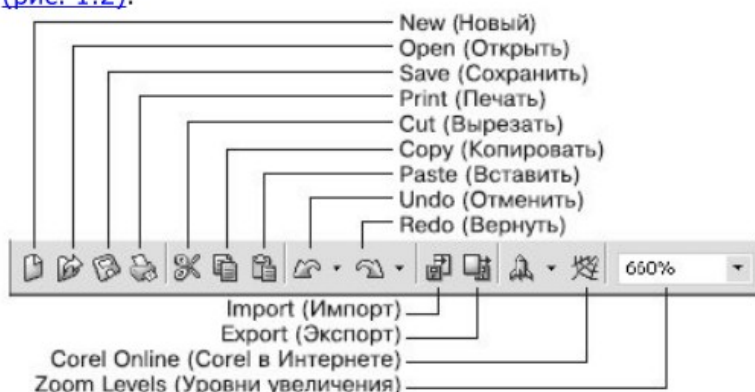 (рис. 1.2).
New (Новый)
Open (Открыть)
Save (Сохранить)
Print (Печать)
Cut (Вырезать)
Copy (Копировать)
Paste (Вставить)
Undo (Отменить)
Redo (Вернуть)
660%
Import (Импорт)
Export (Экспорт)
Corel Online (Corel в Интернете)
Zoom Levels (Уровни увеличения)